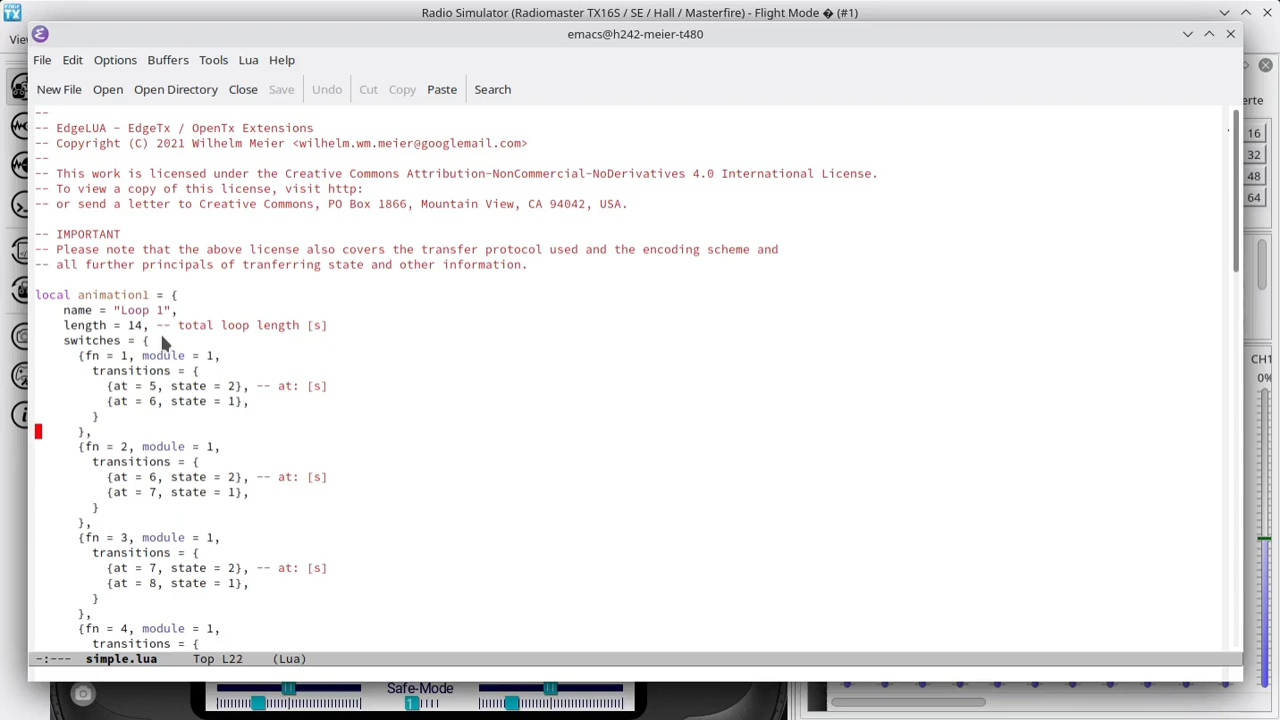 Radio Simulator (Radiomaster TX16S / SE / Hall / Masterfire) - Flight Mode � (#1)
emacs@h242-meier-t480
File Edit Options Buffers Tools Lua Help
New File Open Open Directory Close Save Undo Cut Copy Paste Search
--
-- EdgeLUA - EdgeTx / OpenTx Extensions
-- Copyright (C) 2021 Wilhelm Meier <wilhelm.wm.meier@googlemail.com>
--
-- This work is licensed under the Creative Commons Attribution-NonCommercial-NoDerivatives 4.0 International License.
-- To view a copy of this license, visit http:
-- or send a letter to Creative Commons, PO Box 1866, Mountain View, CA 94042, USA.
-- IMPORTANT
-- Please note that the above license also covers the transfer protocol used and the encoding scheme and
-- all further principals of tranferring state and other information.
local animation1 = {
name = "Loop 1",
length = 14, -- total loop length [s]
switches = {
{fn = 1, module = 1,
transitions = {
{at = 5, state = 2}, -- at: [s]
{at = 6, state = 1},
}
},
{fn = 2, module = 1,
transitions = {
{at = 6, state = 2}, -- at: [s]
{at = 7, state = 1},
}
},
{fn = 3, module = 1,
transitions = {
{at = 7, state = 2}, -- at: [s]
{at = 8, state = 1},
}
},
{fn = 4, module = 1,
transitions = {
-:--- simple.lua Top L22 (Lua)
Safe-Mode
1
erte
16
32
48
64
CH1
0%